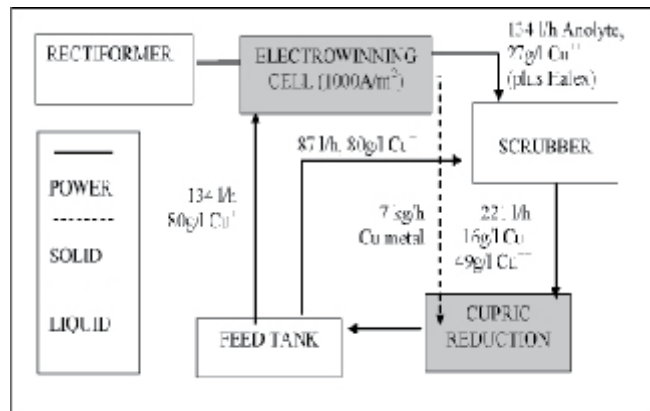 RECTIFORMER
ELECTROWINNING
CELL (1000A/m²)
134 l/h Anolyte,
27g/l Cu⁺⁺
(plus Halex)
SCRUBBER
87 l/h, 80g/l Cu⁺
POWER
SOLID
LIQUID
134 l/h
80g/l Cu⁺
7 kg/h
Cu metal
221 l/h
16g/l Cu
49g/l Cu⁺⁺
FEED TANK
CUPRIC
REDUCTION